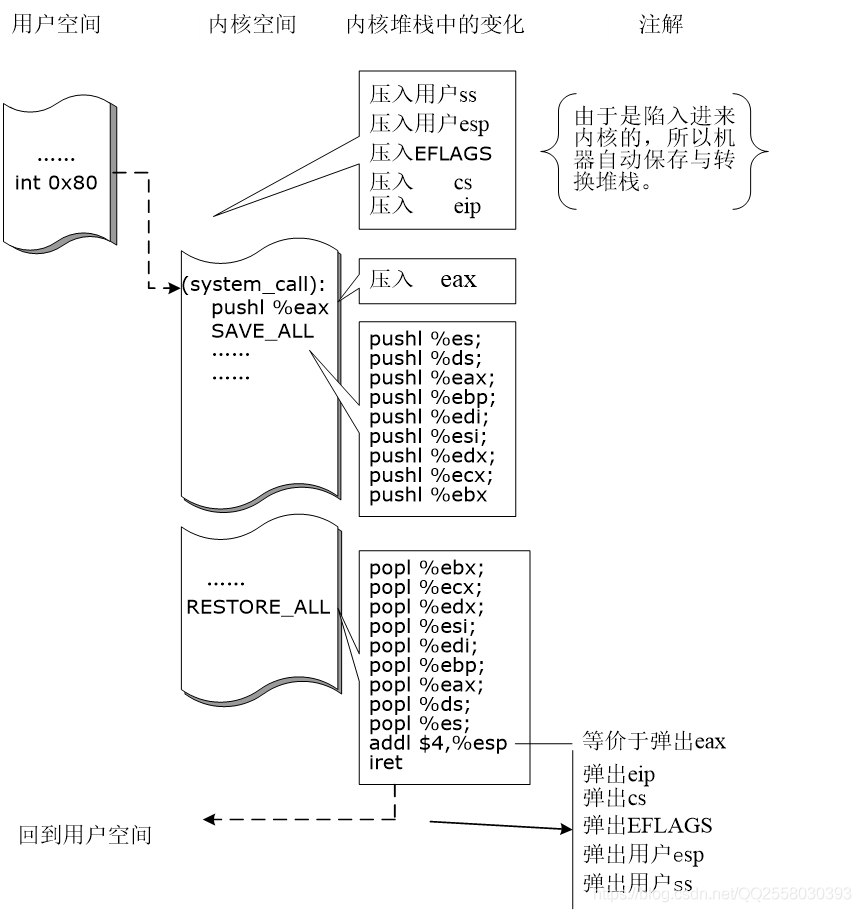 用户空间
内核空间
内核堆栈中的变化
注解
......
int 0x80
压入用户ss
压入用户esp
压入EFLAGS
压入 cs
压入 eip
由于是陷入进来
内核的，所以机
器自动保存与转
换堆栈。
(system_call):
pushl %eax
SAVE_ALL
......
......
压入 eax
pushl %es;
pushl %ds;
pushl %eax;
pushl %ebp;
pushl %edi;
pushl %esi;
pushl %edx;
pushl %ecx;
pushl %ebx
......
RESTORE_ALL
popl %ebx;
popl %ecx;
popl %edx;
popl %esi;
popl %edi;
popl %ebp;
popl %eax;
popl %ds;
popl %es;
addl $4,%esp
iret
等价于弹出eax
弹出eip
弹出cs
弹出EFLAGS
弹出用户esp
弹出用户ss
回到用户空间
https://blog.csdn.net/QQ2558030393